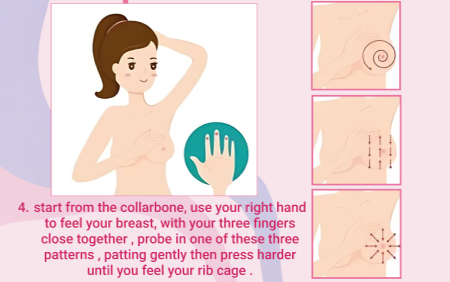 4. start from the collarbone, use your right hand
to feel your breast, with your three fingers
close together , probe in one of these three
patterns , patting gently then press harder
until you feel your rib cage .